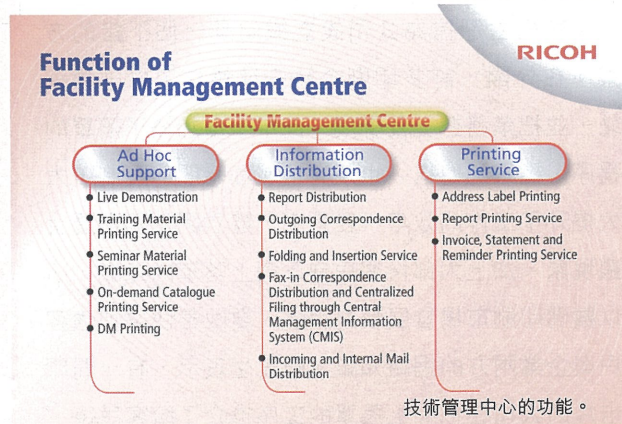 Function of
Facility Management Centre
RICOH
Facility Management Centre
Ad Hoc
Support
Live Demonstration
Training Material
Printing Service
Seminar Material
Printing Service
On-demand Catalogue
Printing Service
DM Printing
Information
Distribution
Report Distribution
Outgoing Correspondence
Distribution
Folding and Insertion Service
Fax-in Correspondence
Distribution and Centralized
Filing through Central
Management Information
System (CMIS)
Incoming and Internal Mail
Distribution
Printing
Service
Address Label Printing
Report Printing Service
Invoice, Statement and
Reminder Printing Service
技術管理中心的功能。